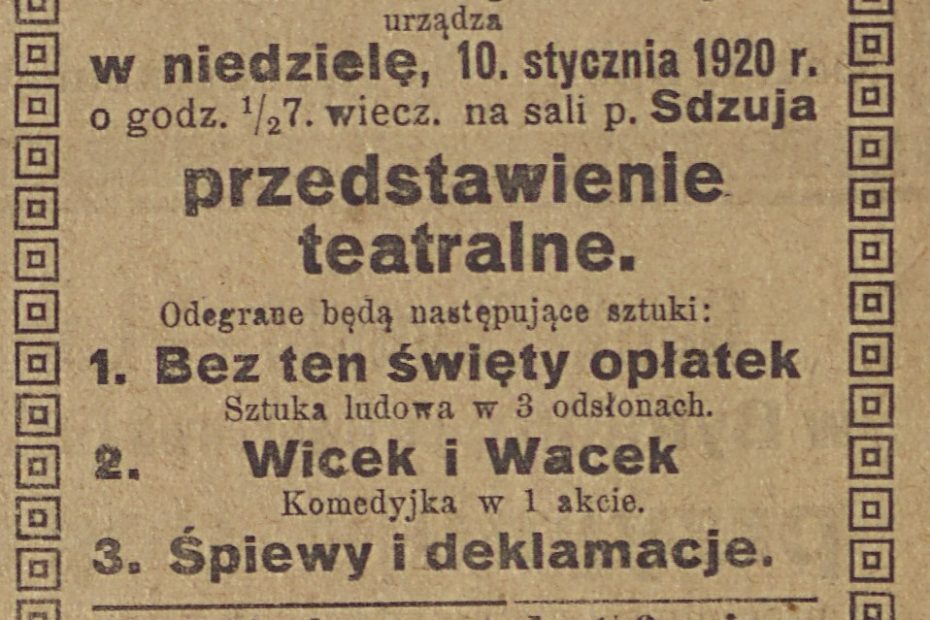 urządza
w niedzielę, 10. stycznia 1920 r.
o godz. ½7. wiecz. na sali p. Sdzuja
przedstawienie
teatralne.
Odegrane będą następujące sztuki:
1. Bez ten święty opłatek
Sztuka ludowa w 3 odsłonach.
2. Wicek i Wacek
Komedyjka w 1 akcie.
3. Śpiewy i deklamacje.